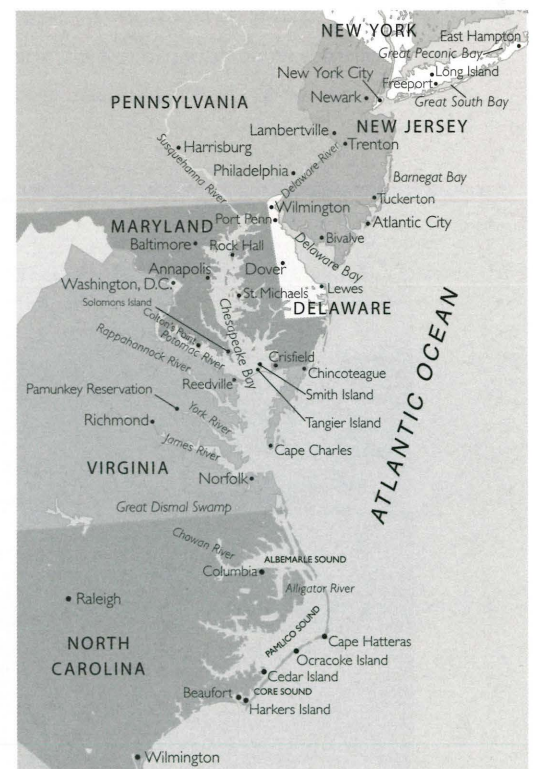 NEW YORK
East Hampton
Great Peconic Bay
New York City
Long Island
Freeport
Newark
Great South Bay
PENNSYLVANIA
Lambertville
NEW JERSEY
Harrisburg
Trenton
Susquehanna River
Philadelphia
Delaware River
Barnegat Bay
Tuckerton
Wilmington
Port Penn
Atlantic City
MARYLAND
Bivalve
Baltimore
Rock Hall
Delaware Bay
Annapolis
Dover
Washington, D.C.
St Michaels
Lewes
Solomons Island
DELAWARE
Colton's Point
Potomac River
Chesapeake Bay
Rappahannock River
Crisfield
Chincoteague
Reedville
Smith Island
Pamunkey Reservation
York River
Tangier Island
Richmond
James River
Cape Charles
VIRGINIA
Norfolk
ATLANTIC OCEAN
Great Dismal Swamp
Chowan River
ALBEMARLE SOUND
Columbia
Alligator River
Raleigh
PAMLICO SOUND
Cape Hatteras
NORTH
CAROLINA
Ocracoke Island
Cedar Island
Beaufort
CORE SOUND
Harkers Island
Wilmington